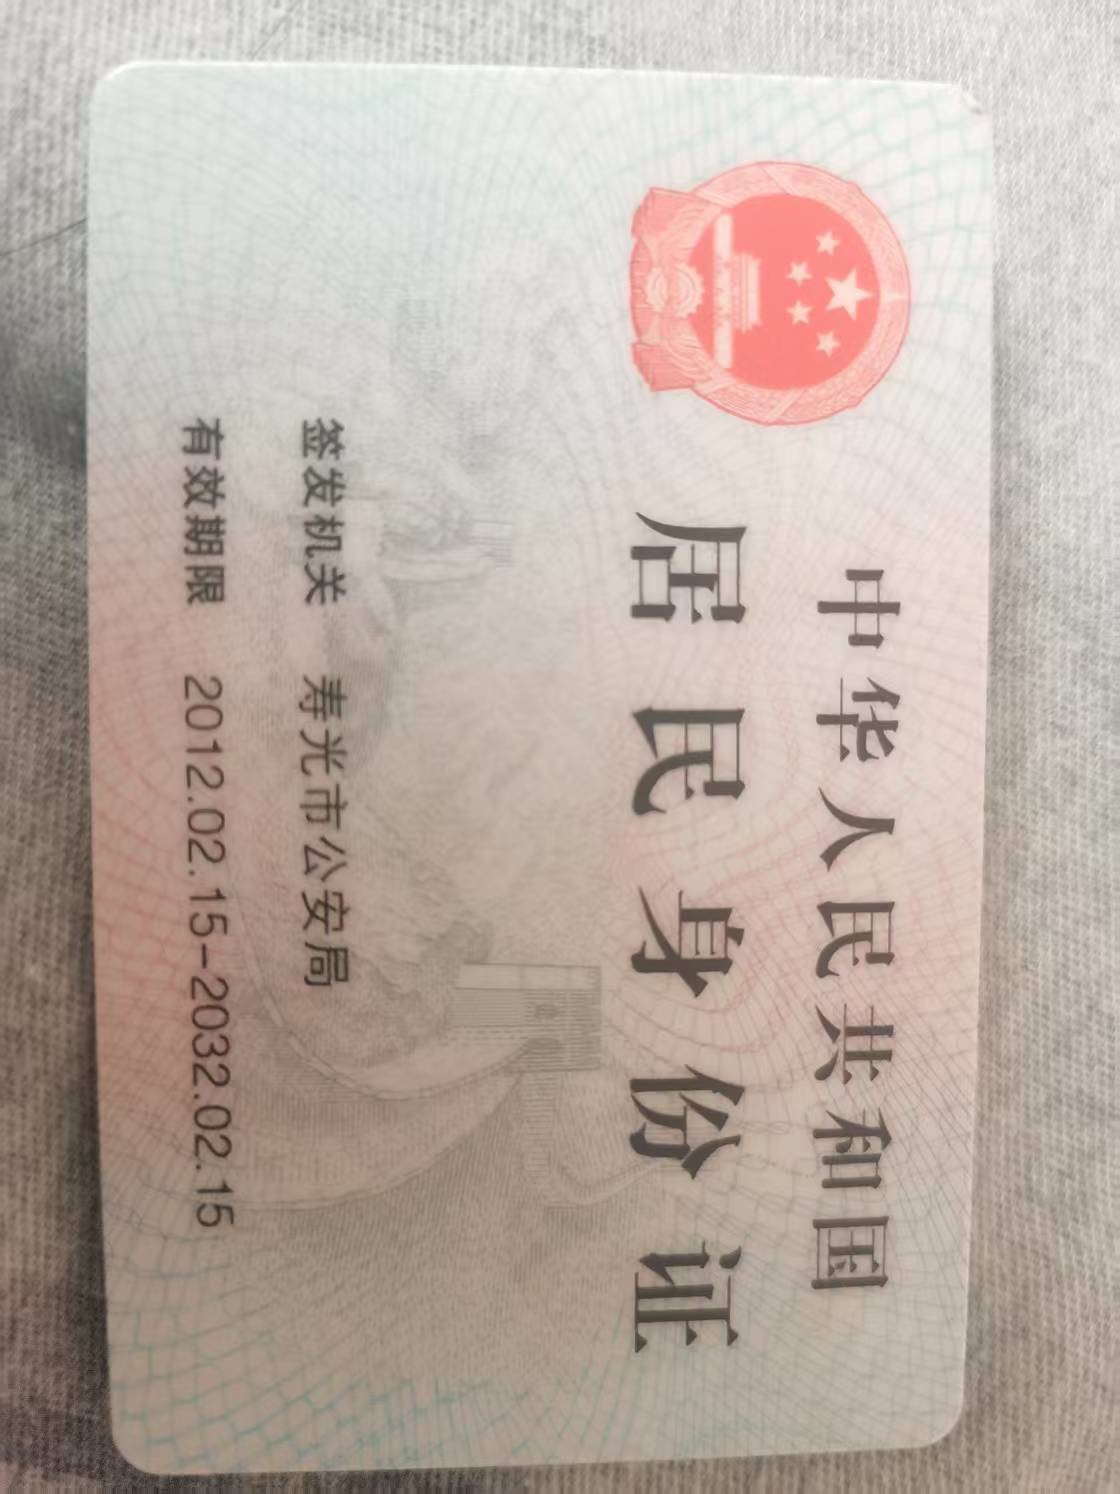 中华人民共和国
居民身份证
签发机关 寿光市公安局
有效期限 2012.02.15-2032.02.15